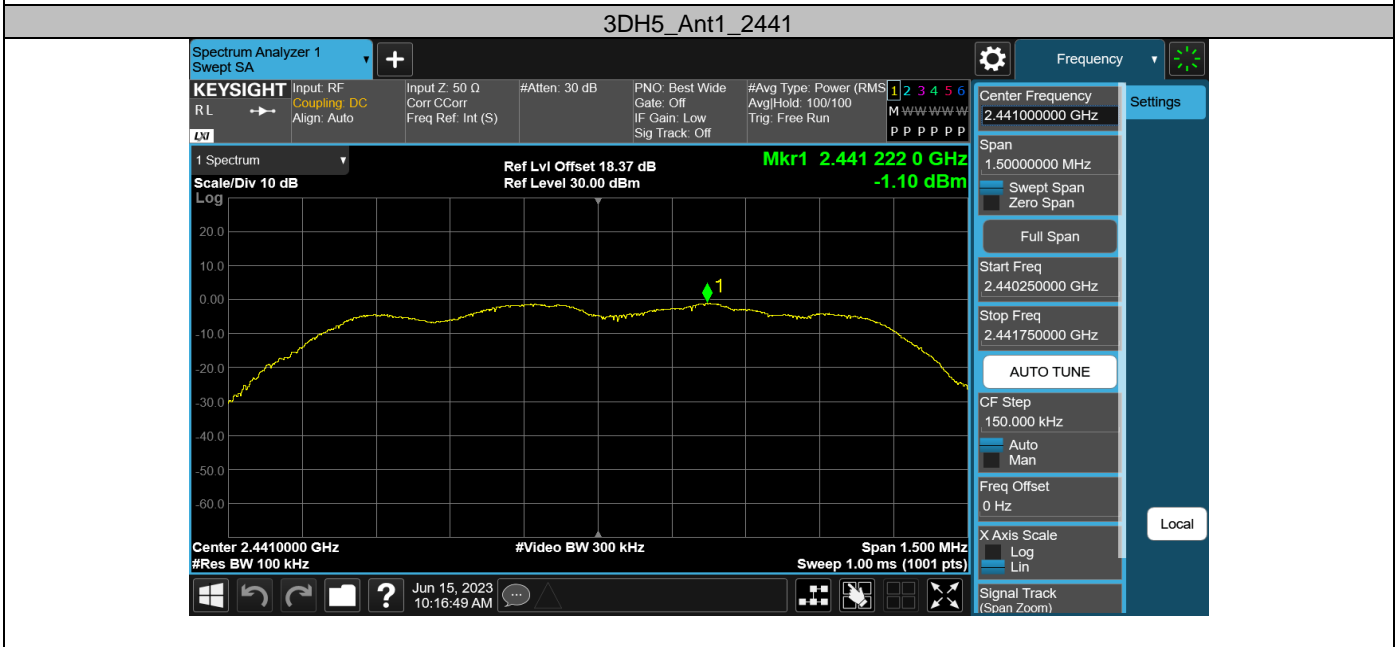 3DH5_Ant1_2441
Spectrum Analyzer 1
Swept SA
Frequency
KEYSIGHT
R L
LXI
Input: RF
Coupling: DC
Align: Auto
Input Z: 50 Ω
Corr CCorr
Freq Ref: Int (S)
#Atten: 30 dB
PNO: Best Wide
Gate: Off
IF Gain: Low
Sig Track: Off
#Avg Type: Power (RMS
Avg|Hold: 100/100
Trig: Free Run
1 2 3 4 5 6
M W W W W W
P P P P P P
1 Spectrum
Scale/Div 10 dB
Ref Lvl Offset 18.37 dB
Ref Level 30.00 dBm
Mkr1 2.441 222 0 GHz
-1.10 dBm
Log
20.0
10.0
0.00
-10.0
-20.0
-30.0
-40.0
-50.0
-60.0
1
Center 2.4410000 GHz
#Res BW 100 kHz
#Video BW 300 kHz
Span 1.500 MHz
Sweep 1.00 ms (1001 pts)
Center Frequency
2.441000000 GHz
Span
1.50000000 MHz
Swept Span
Zero Span
Full Span
Start Freq
2.440250000 GHz
Stop Freq
2.441750000 GHz
AUTO TUNE
CF Step
150.000 kHz
Auto
Man
Freq Offset
0 Hz
X Axis Scale
Log
Lin
Signal Track
(Span Zoom)
Settings
Local
?
Jun 15, 2023
10:16:49 AM